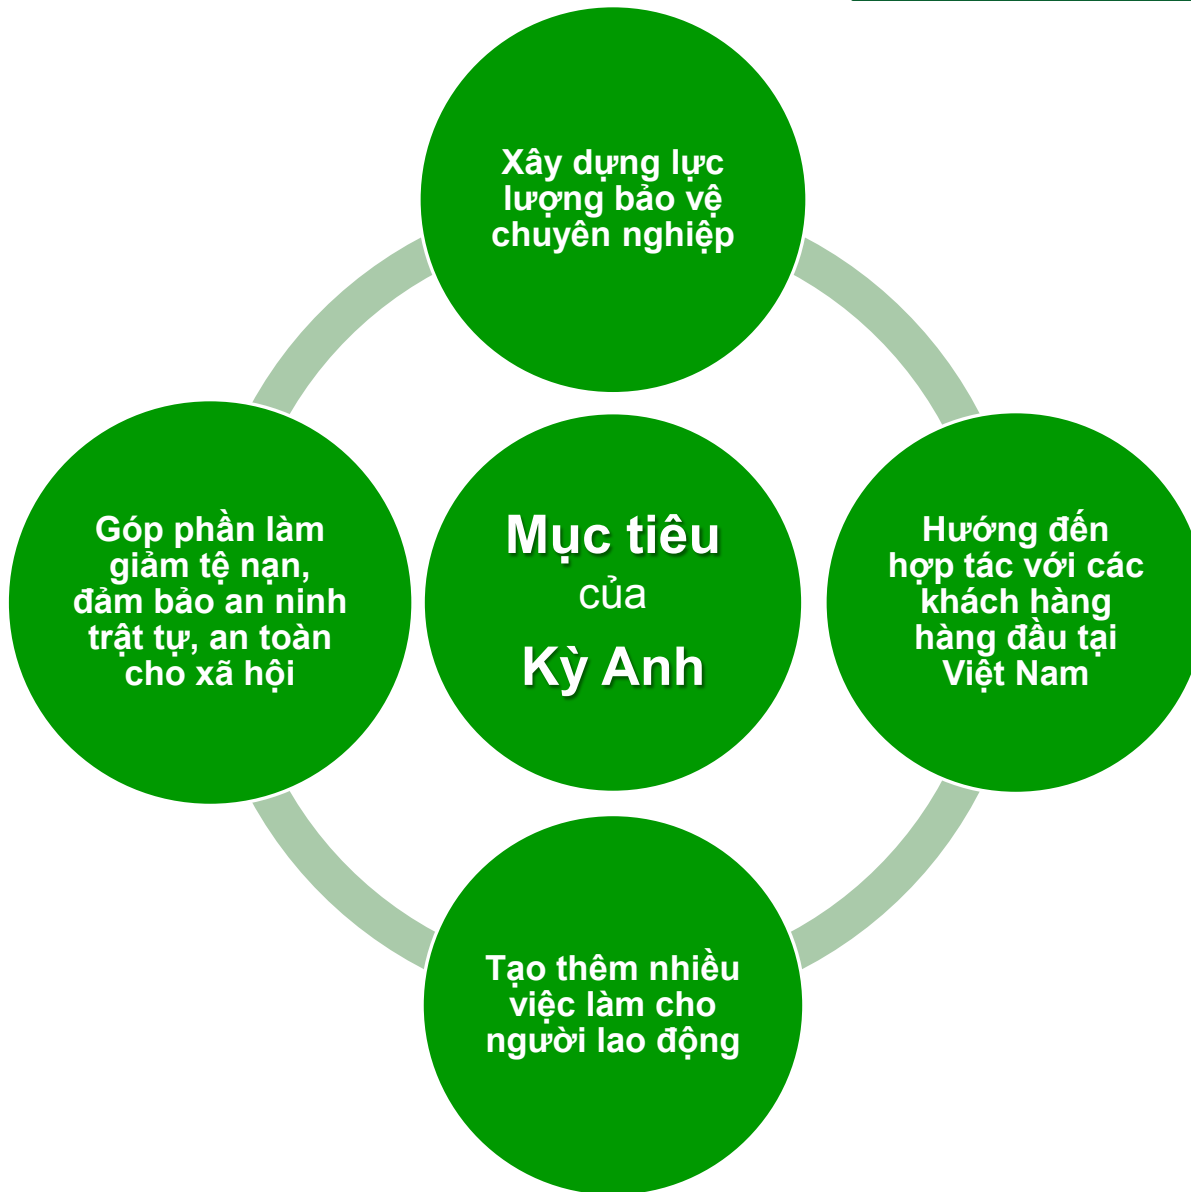 Xây dựng lực
lượng bảo vệ
chuyên nghiệp
Góp phần làm
giảm tệ nạn,
đảm bảo an ninh
trật tự, an toàn
cho xã hội
Mục tiêu
của
Kỳ Anh
Hướng đến
hợp tác với các
khách hàng
hàng đầu tại
Việt Nam
Tạo thêm nhiều
việc làm cho
người lao động